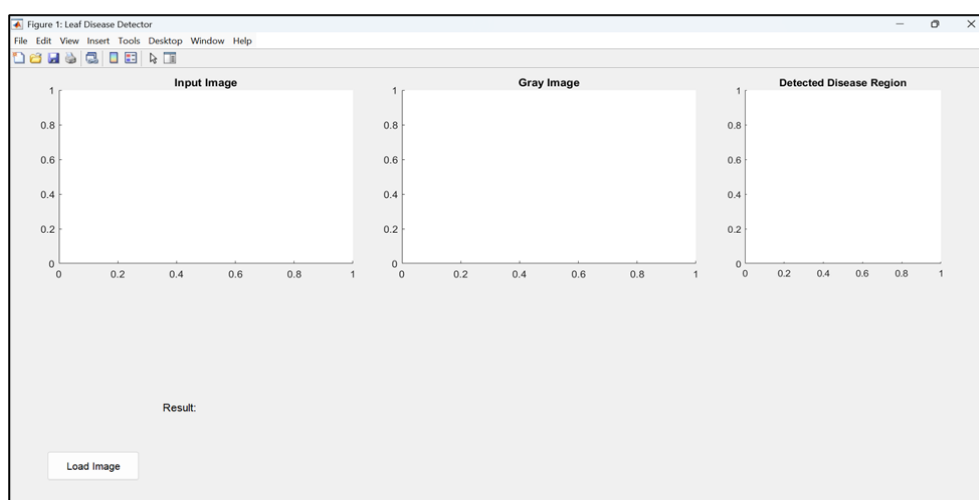 Figure 1: Leaf Disease Detector
File Edit View Insert Tools Desktop Window Help
Input Image
Gray Image
Detected Disease Region
1
0.8
0.6
0.4
0.2
0
0 0.2 0.4 0.6 0.8 1
1
0.8
0.6
0.4
0.2
0
0 0.2 0.4 0.6 0.8 1
1
0.8
0.6
0.4
0.2
0
0 0.2 0.4 0.6 0.8 1
Result:
Load Image